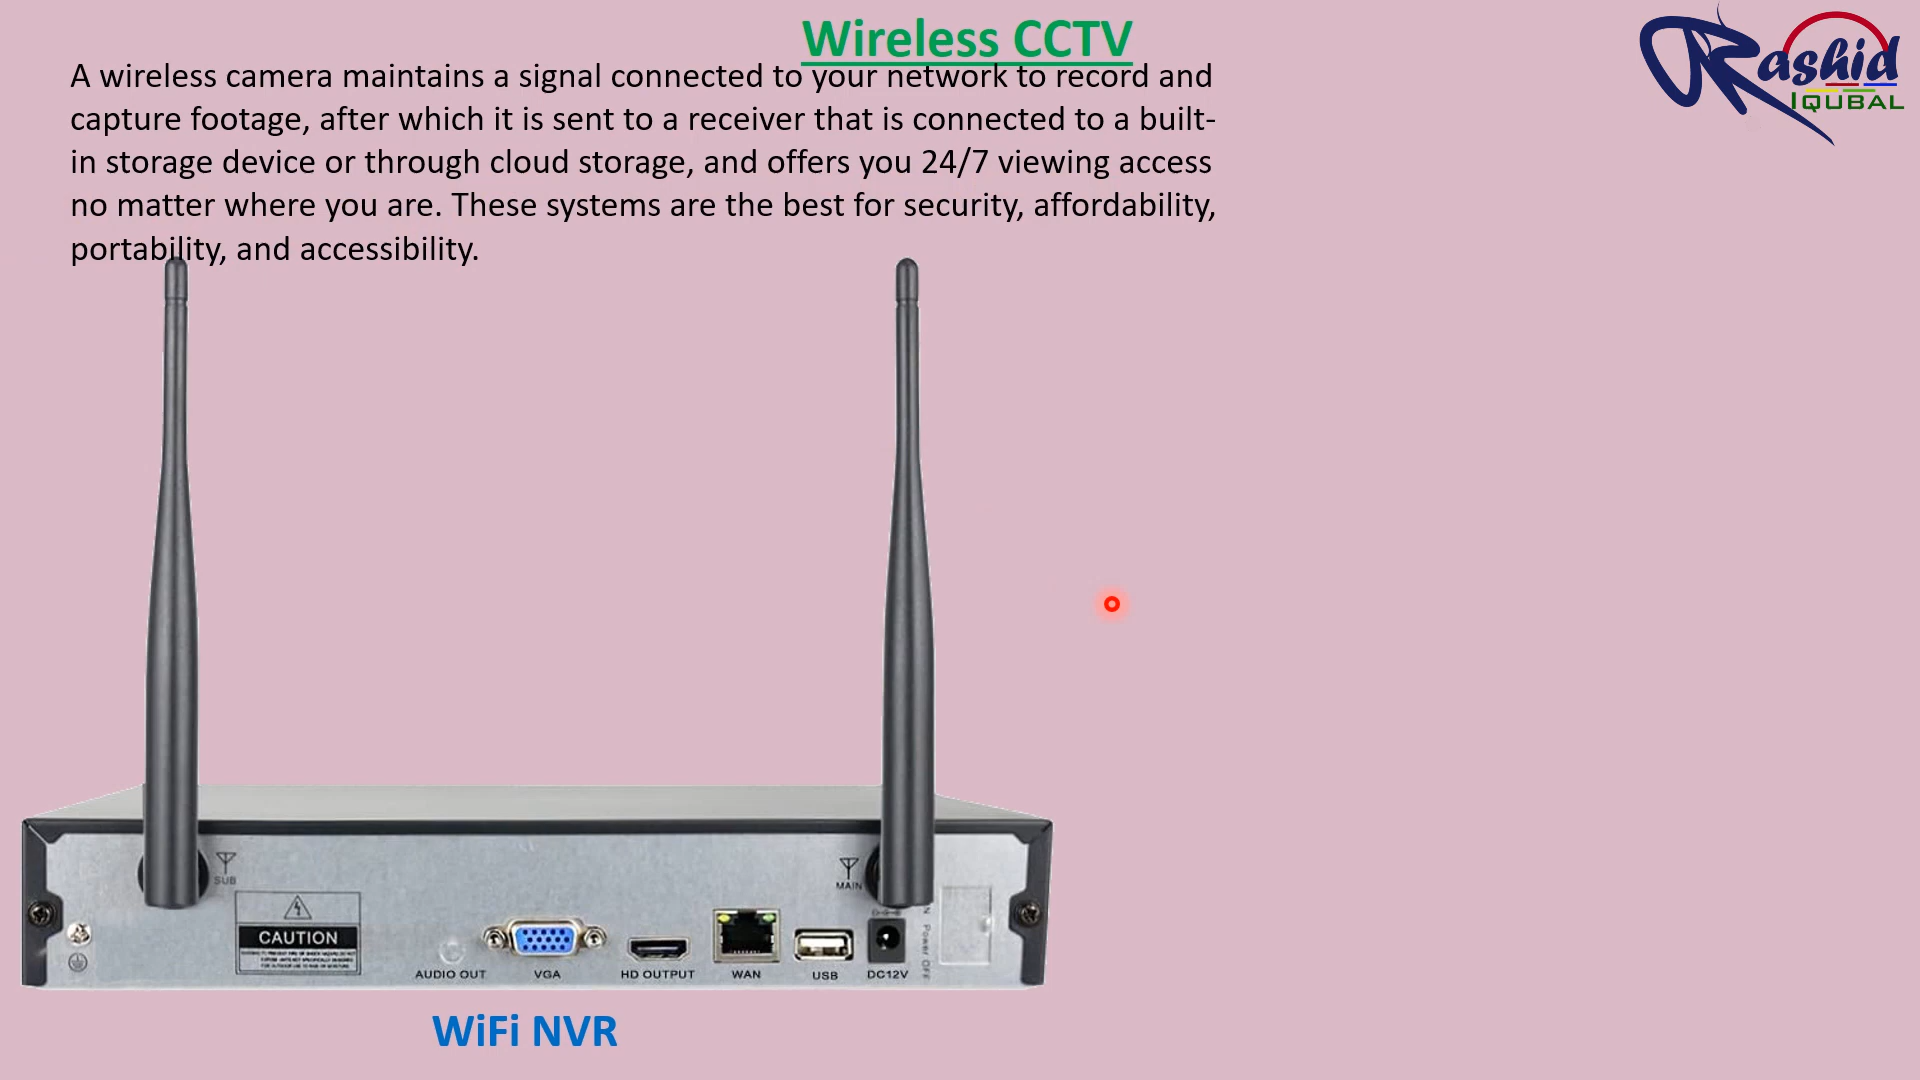 Wireless CCTV
Rashid
IQUBAL
A wireless camera maintains a signal connected to your network to record and
capture footage, after which it is sent to a receiver that is connected to a built-
in storage device or through cloud storage, and offers you 24/7 viewing access
no matter where you are. These systems are the best for security, affordability,
portability, and accessibility.
SUB
MAIN
CAUTION
Power OFF
AUDIO OUT
VGA
HD OUTPUT
WAN
USB
DC12V
WiFi NVR